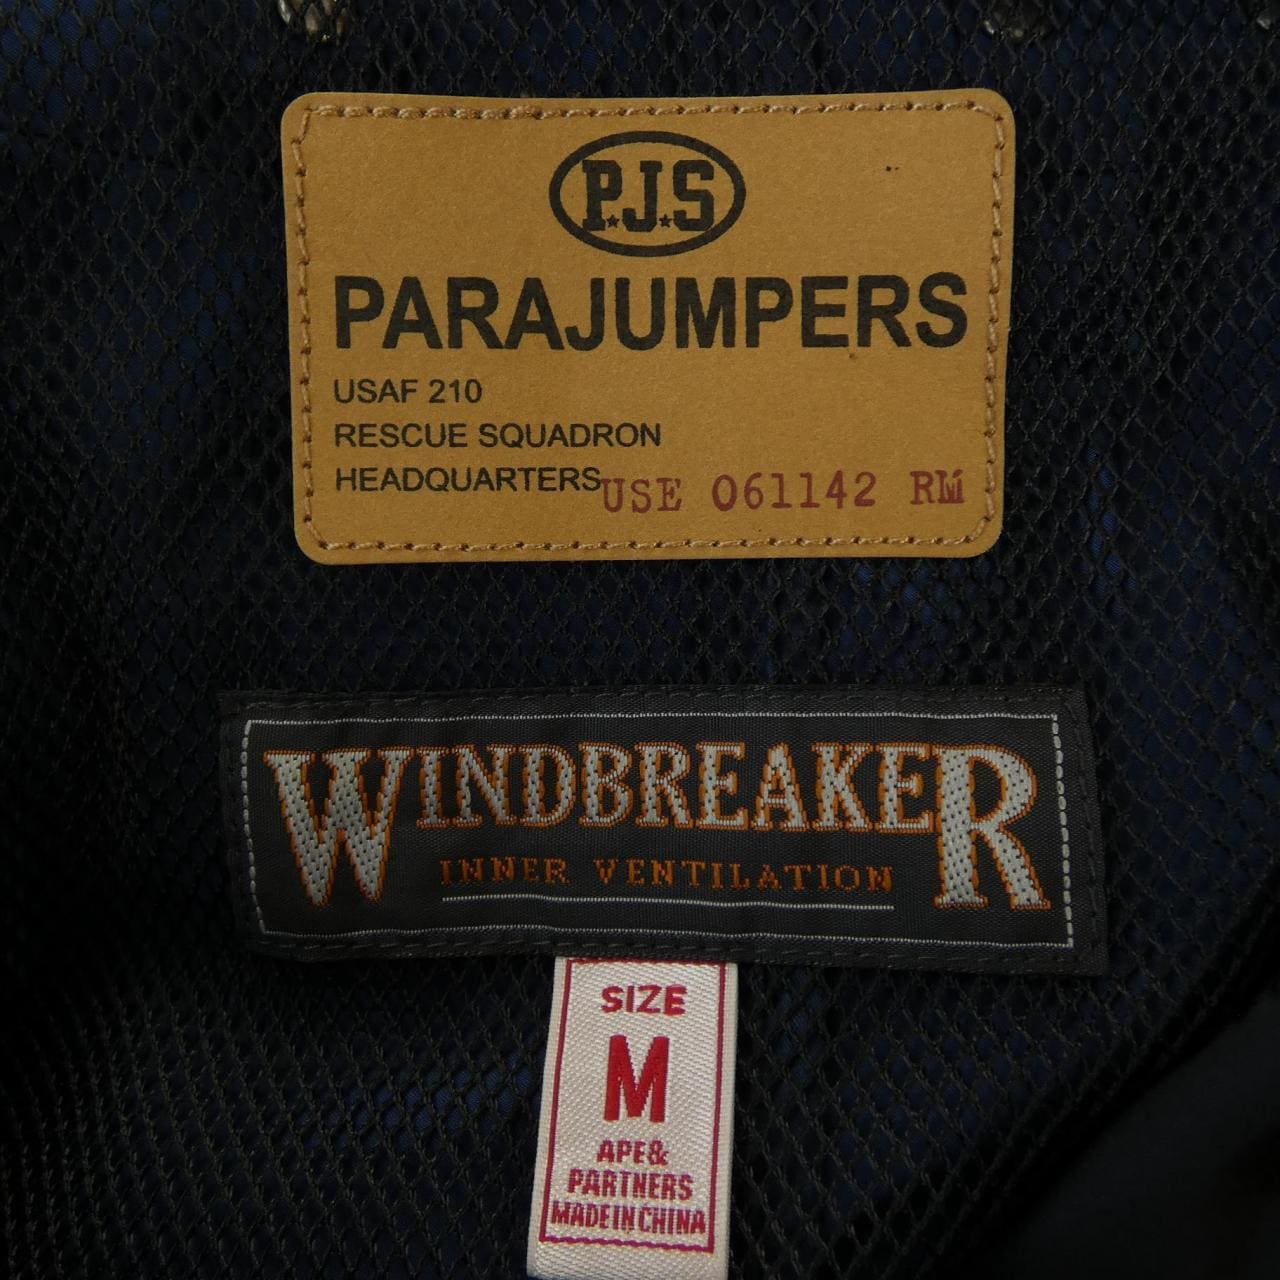 P.J.S
PARAJUMPERS
USAF 210
RESCUE SQUADRON
HEADQUARTERS USE 061142 RM
WINDBREAKER
INNER VENTILATION
SIZE
M
APE&
PARTNERS
MADE IN CHINA